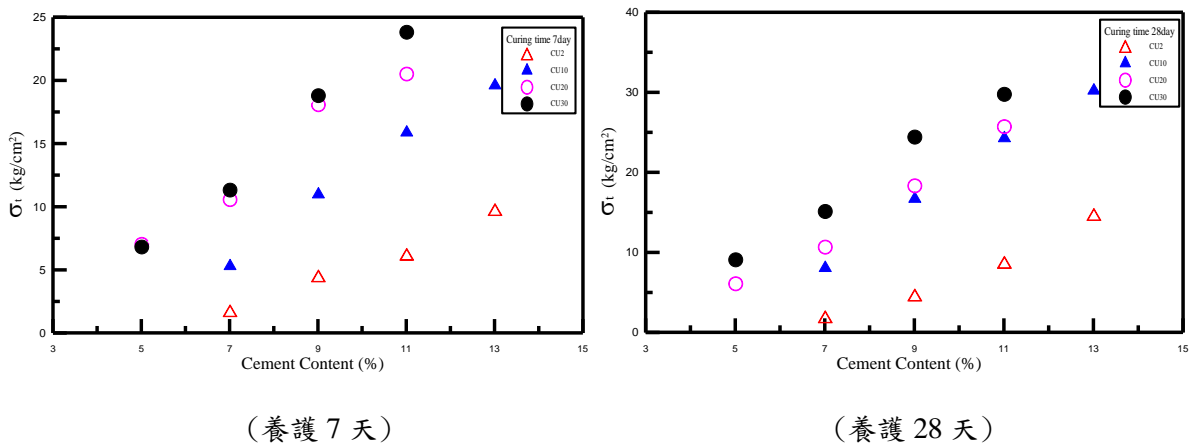 25
20
15
10
5
0
σt (kg/cm²)
3 5 7 9 11 13 15
Cement Content (%)
Curing time 7day
CU2
CU10
CU20
CU30
(養護 7 天)
40
30
20
10
0
σt (kg/cm²)
3 5 7 9 11 13 15
Cement Content (%)
Curing time 28day
CU2
CU10
CU20
CU30
(養護 28 天)